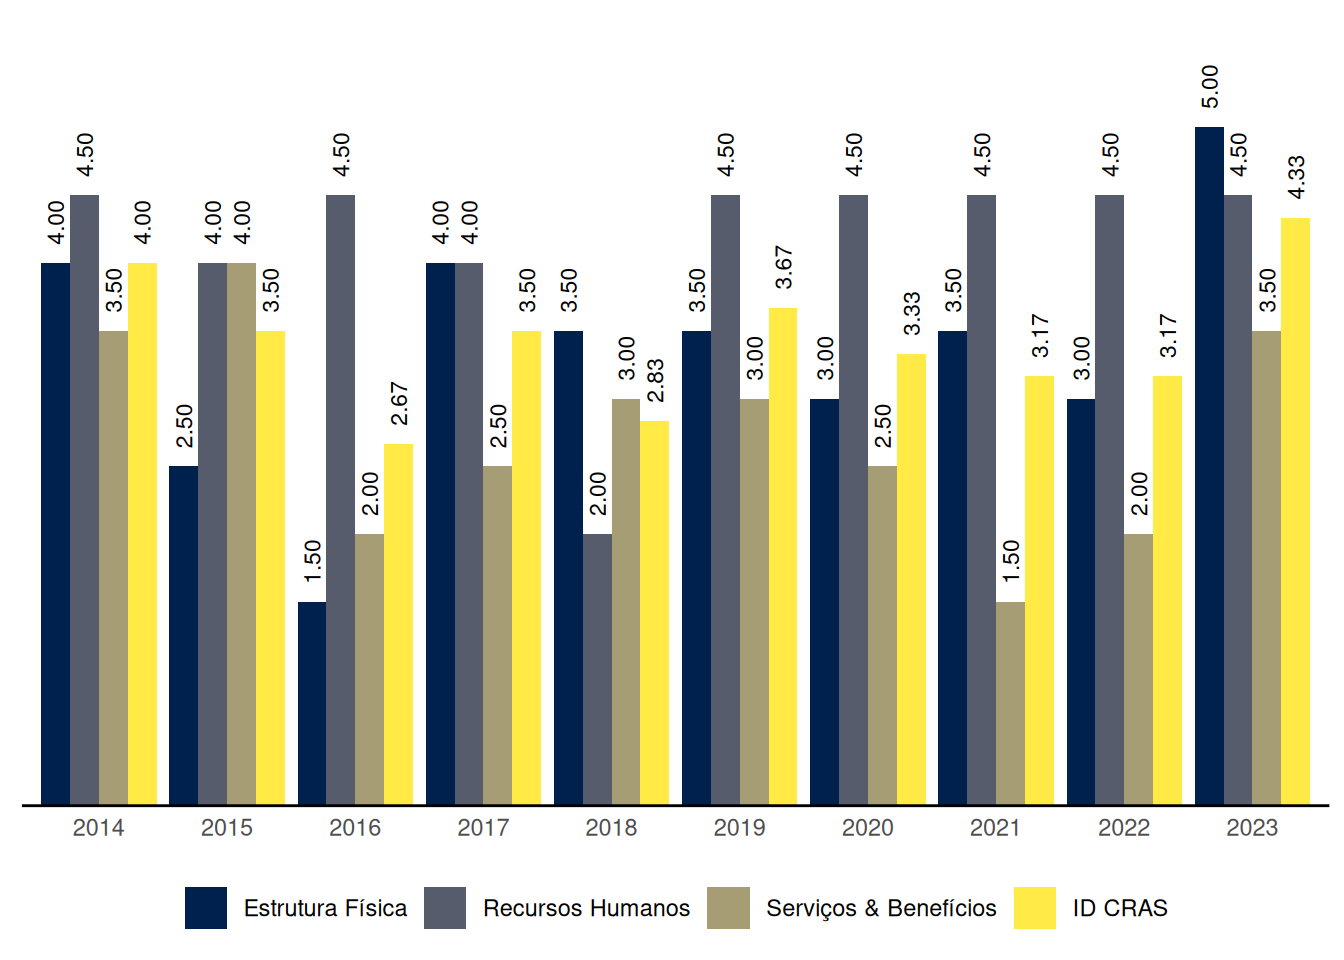 4.00 4.50 3.50 4.00
2.50 4.00 4.00 3.50
1.50 4.50 2.00 2.67
4.00 4.00 2.50 3.50
3.50 2.00 3.00 2.83
3.50 4.50 3.00 3.67
3.00 4.50 2.50 3.33
3.50 4.50 1.50 3.17
3.00 4.50 2.00 3.17
5.00 4.50 3.50 4.33
2014 2015 2016 2017 2018 2019 2020 2021 2022 2023
Estrutura Física Recursos Humanos Serviços & Benefícios ID CRAS